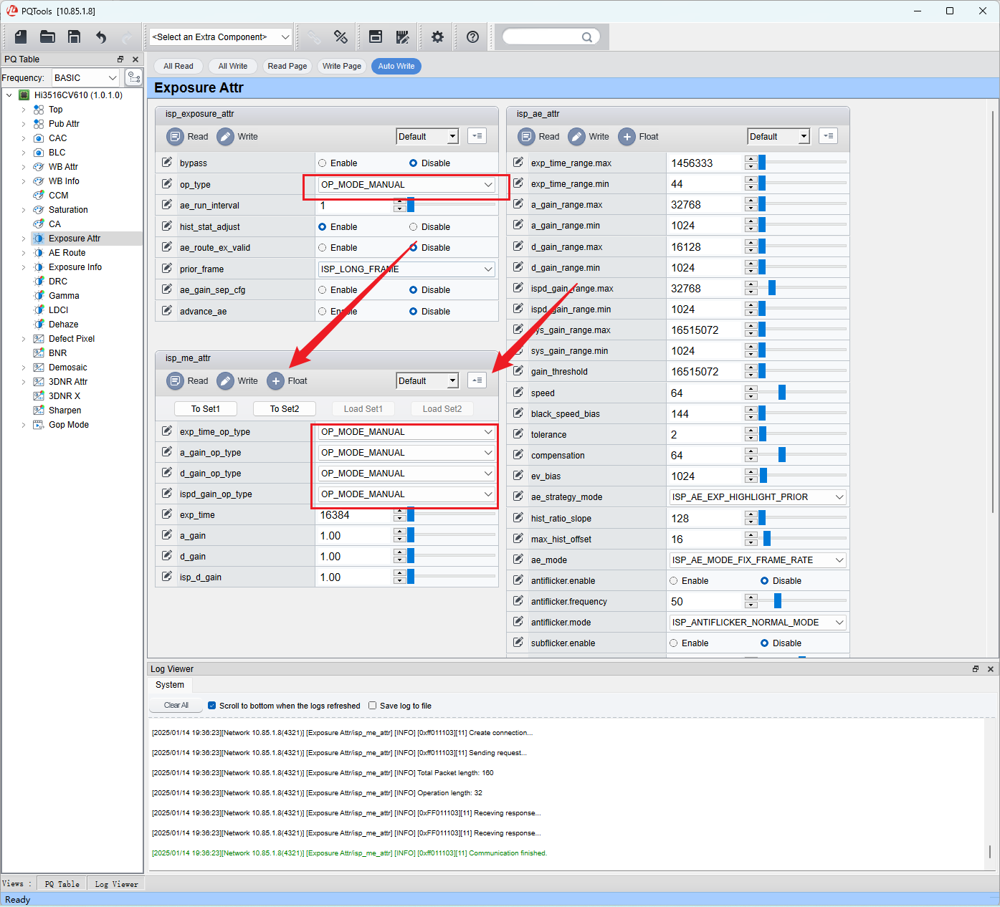 PQTools [10.85.1.8]
<Select an Extra Component>
PQ Table
Frequency: BASIC
Hi3516CV610 (1.0.1.0)
Top
Pub Attr
CAC
BLC
WB Attr
WB Info
CCM
Saturation
CA
Exposure Attr
AE Route
Exposure Info
DRC
Gamma
LDCI
Dehaze
Defect Pixel
BNR
Demosaic
3DNR Attr
3DNR X
Sharpen
Gop Mode
All Read All Write Read Page Write Page Auto Write
Exposure Attr
isp_exposure_attr
Read Write Default
bypass Enable Disable
op_type OP_MODE_MANUAL
ae_run_interval 1
hist_stat_adjust Enable Disable
ae_route_ex_valid Enable Disable
prior_frame ISP_LONG_FRAME
ae_gain_sep_cfg Enable Disable
advance_ae Enable Disable
isp_me_attr
Read Write Float Default
To Set1 To Set2 Load Set1 Load Set2
exp_time_op_type OP_MODE_MANUAL
a_gain_op_type OP_MODE_MANUAL
d_gain_op_type OP_MODE_MANUAL
ispd_gain_op_type OP_MODE_MANUAL
exp_time 16384
a_gain 1.00
d_gain 1.00
isp_d_gain 1.00
isp_ae_attr
Read Write Float Default
exp_time_range.max 1456333
exp_time_range.min 44
a_gain_range.max 32768
a_gain_range.min 1024
d_gain_range.max 16128
d_gain_range.min 1024
ispd_gain_range.max 32768
ispd_gain_range.min 1024
sys_gain_range.max 16515072
sys_gain_range.min 1024
gain_threshold 16515072
speed 64
black_speed_bias 144
tolerance 2
compensation 64
ev_bias 1024
ae_strategy_mode ISP_AE_EXP_HIGHLIGHT_PRIOR
hist_ratio_slope 128
max_hist_offset 16
ae_mode ISP_AE_MODE_FIX_FRAME_RATE
antiflicker.enable Enable Disable
antiflicker.frequency 50
antiflicker.mode ISP_ANTIFLICKER_NORMAL_MODE
subflicker.enable Enable Disable
Log Viewer
System
Clear All Scroll to bottom when the logs refreshed Save log to file
[2025/01/14 19:36:23][Network 10.85.1.8(4321)] [Exposure Attr/isp_me_attr] [INFO] [0xff011103][11] Create connection...
[2025/01/14 19:36:23][Network 10.85.1.8(4321)] [Exposure Attr/isp_me_attr] [INFO] [0xff011103][11] Sending request...
[2025/01/14 19:36:23][Network 10.85.1.8(4321)] [Exposure Attr/isp_me_attr] [INFO] Total Packet length: 160
[2025/01/14 19:36:23][Network 10.85.1.8(4321)] [Exposure Attr/isp_me_attr] [INFO] Operation length: 32
[2025/01/14 19:36:23][Network 10.85.1.8(4321)] [Exposure Attr/isp_me_attr] [INFO] [0xFF011103][11] Receving response...
[2025/01/14 19:36:23][Network 10.85.1.8(4321)] [Exposure Attr/isp_me_attr] [INFO] [0xFF011103][11] Receving response...
[2025/01/14 19:36:23][Network 10.85.1.8(4321)] [Exposure Attr/isp_me_attr] [INFO] [0xff011103][11] Communication finished.
Views : PQ Table Log Viewer
Ready